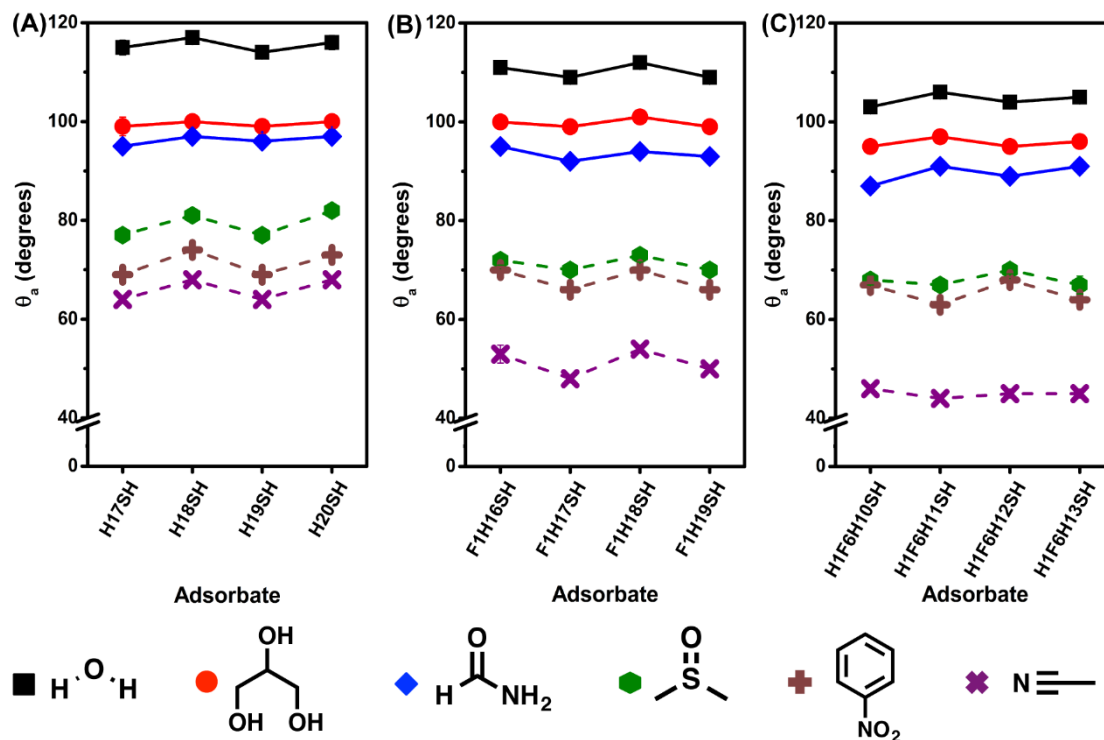 (A)
120
100
80
60
40
0
θa (degrees)
H17SH
H18SH
H19SH
H20SH
Adsorbate
(B)
120
100
80
60
40
0
θa (degrees)
F1H16SH
F1H17SH
F1H18SH
F1H19SH
Adsorbate
(C)
120
100
80
60
40
0
θa (degrees)
H1F6H10SH
H1F6H11SH
H1F6H12SH
H1F6H13SH
Adsorbate
H O H
OH
OH OH
O
H NH2
O
S
NO2
N